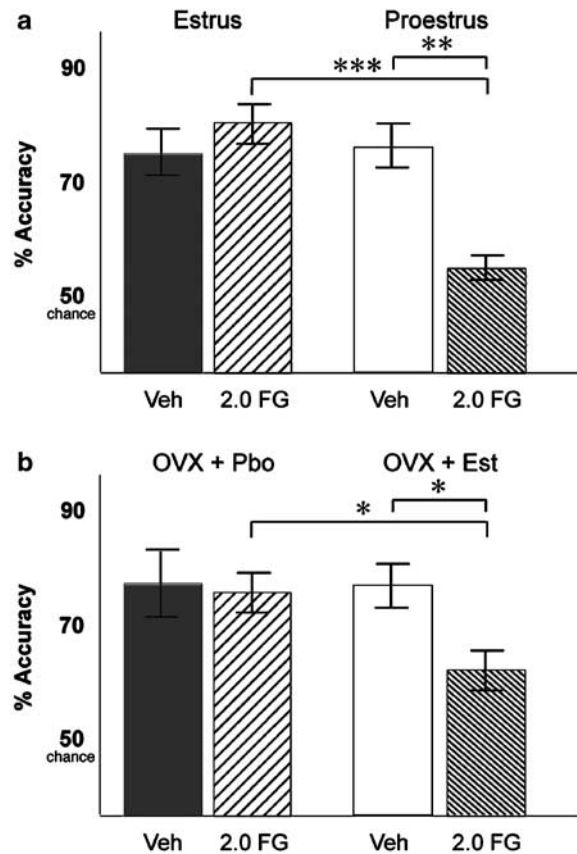 a
Estrus Proestrus
90
***
**
70
50
chance
% Accuracy
Veh 2.0 FG Veh 2.0 FG
b
OVX + Pbo OVX + Est
90
*
*
70
50
chance
% Accuracy
Veh 2.0 FG Veh 2.0 FG